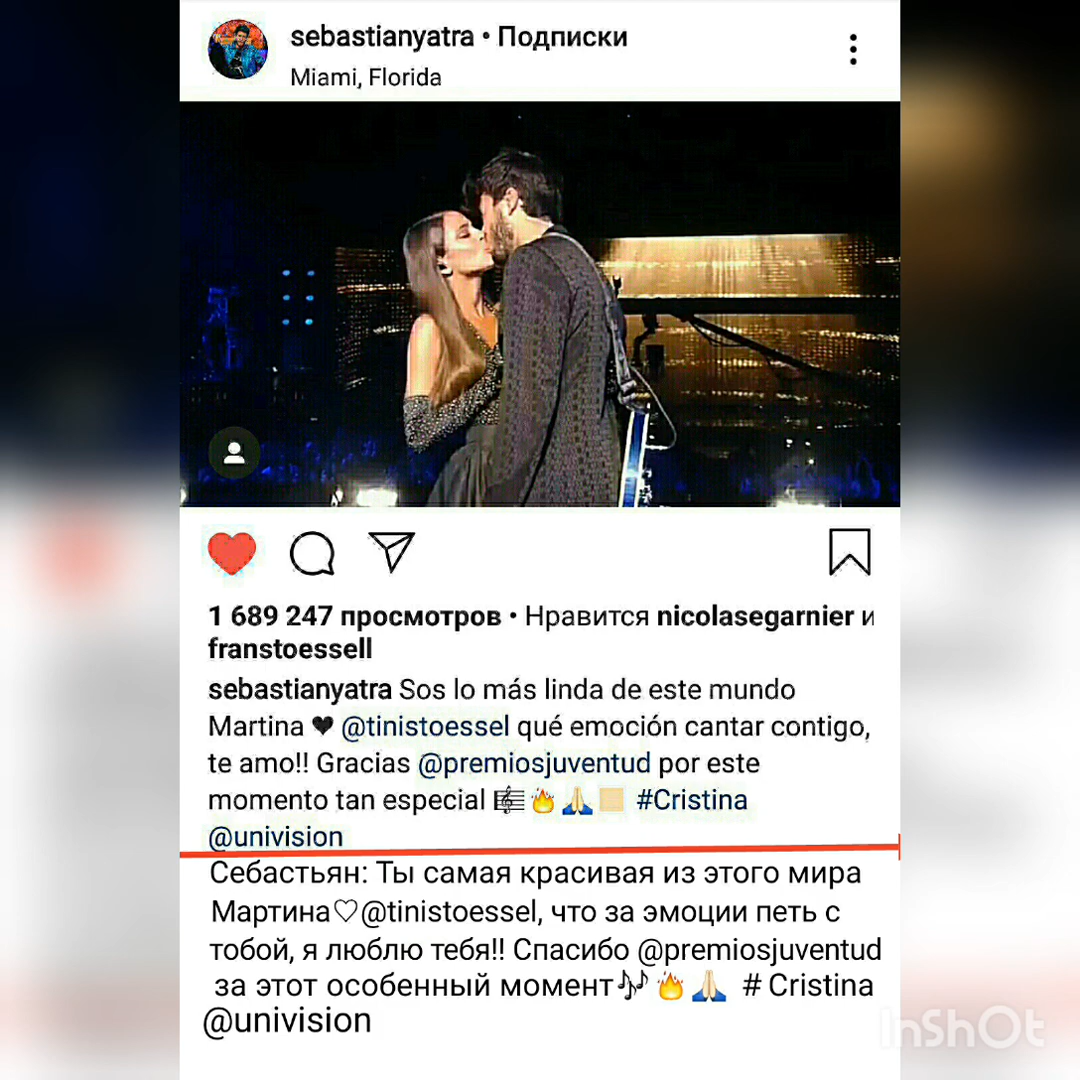 sebastianyatra • Подписки
Miami, Florida
1 689 247 просмотров • Нравится nicolasegarnier и
franstoessell
sebastianyatra Sos lo más linda de este mundo
Martina 🖤 @tinistoessel qué emoción cantar contigo,
te amo!! Gracias @premiosjuventud por este
momento tan especial 🎼🔥🙏🏻 #Cristina
@univision
Себастьян: Ты самая красивая из этого мира
Мартина♡@tinistoessel, что за эмоции петь с
тобой, я люблю тебя!! Спасибо @premiosjuventud
за этот особенный момент🎶🔥🙏🏻 # Cristina
@univision
InShOt